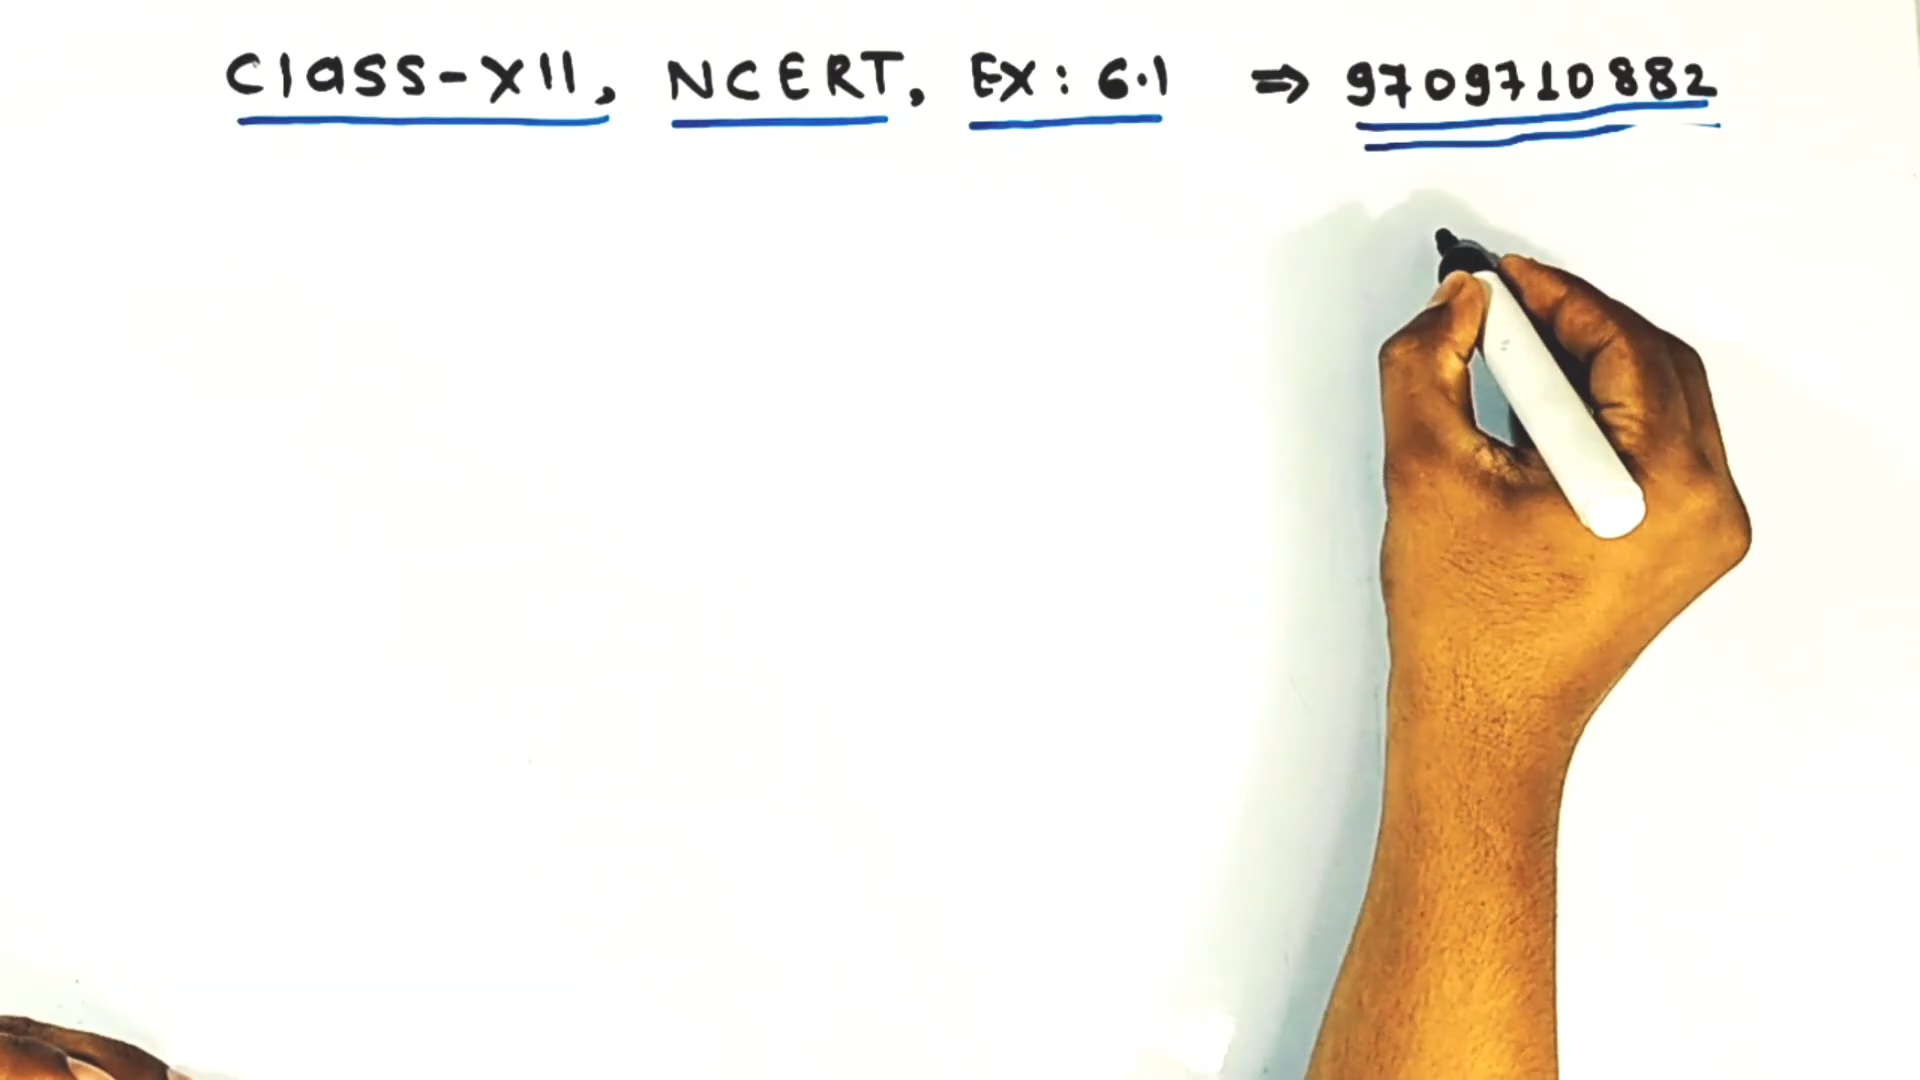 Class-XII, NCERT, EX: 6.1 ⇒ 9709710882